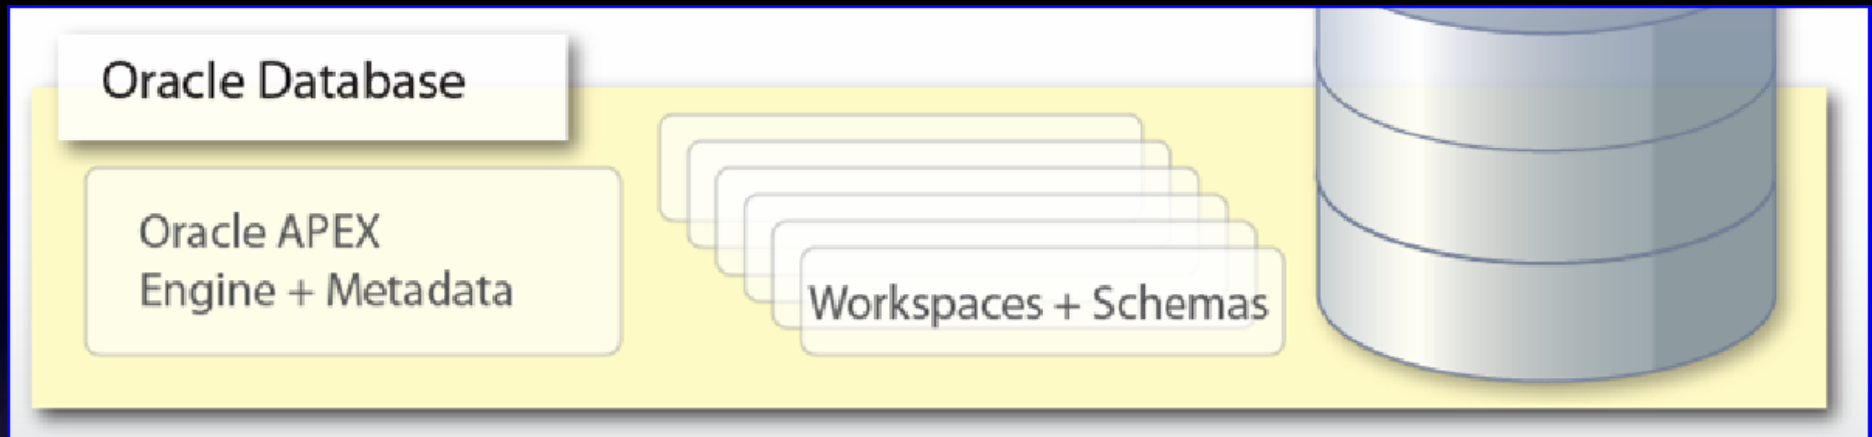 Oracle Database
Oracle APEX
Engine + Metadata
Workspaces + Schemas